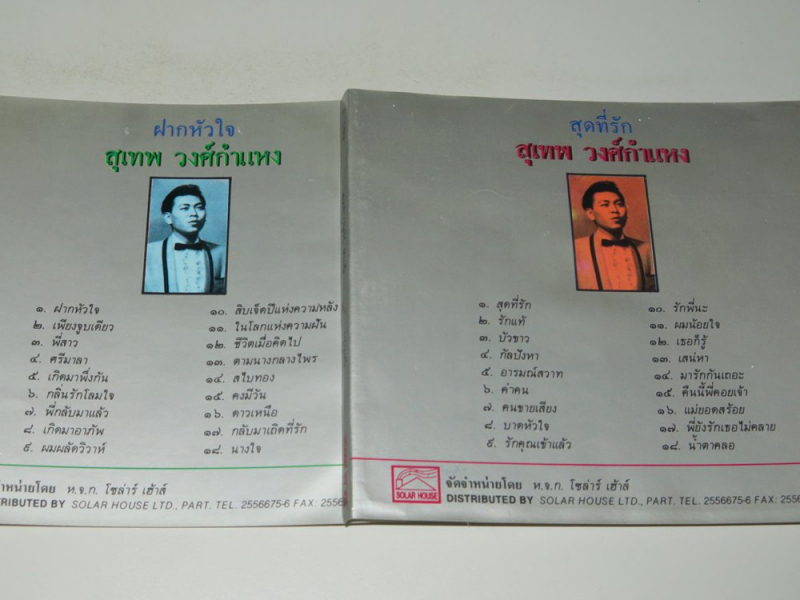 ฝากหัวใจ
สุเทพ วงศ์กำแหง
๑. ฝากหัวใจ
๒. เพียงจูบเดียว
๓. พี่สาว
๔. ศรีมาลา
๕. เกิดมาพึ่งกัน
๖. กลิ่นรักโลมใจ
๗. พี่กลับมาแล้ว
๘. เกิดมาอาภัพ
๙. ผมผลัดวิวาห์
๑๐. สิบเจ็ดปีแห่งความหลัง
๑๑. ในโลกแห่งความฝัน
๑๒. ชีวิตเมื่อคิดไป
๑๓. ตามนางกลางไพร
๑๔. สไบทอง
๑๕. คงมีวัน
๑๖. ดาวเหนือ
๑๗. กลับมาเถิดที่รัก
๑๘. นางใจ
ำหน่ายโดย ห.จ.ก. โซล่าร์ เฮ้าส์
TRIBUTED BY SOLAR HOUSE LTD., PART. TEL. 2556675-6 FAX: 2556
สุดที่รัก
สุเทพ วงศ์กำแหง
๑. สุดที่รัก
๒. รักแท้
๓. บัวขาว
๔. กัลปังหา
๕. อารมณ์สวาท
๖. คำคน
๗. คนขายเสียง
๘. บาดหัวใจ
๙. รักคุณเข้าแล้ว
๑๐. รักพี่นะ
๑๑. ผมน้อยใจ
๑๒. เธอก็รู้
๑๓. เสน่หา
๑๔. มารักกันเถอะ
๑๕. คืนนี้พี่คอยเจ้า
๑๖. แม่ยอดสร้อย
๑๗. พี่ยังรักเธอไม่คลาย
๑๘. น้ำตาคลอ
SOLAR HOUSE
จัดจำหน่ายโดย ห.จ.ก. โซล่าร์ เฮ้าส์
DISTRIBUTED BY SOLAR HOUSE LTD., PART. TEL. 2556675-6 FAX: 2556